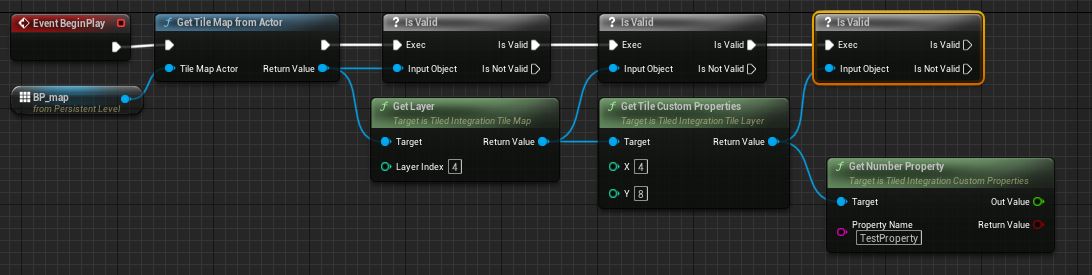 Event BeginPlay
Get Tile Map from Actor
Tile Map Actor
Return Value
BP_map
from Persistent Level
? Is Valid
Exec
Is Valid
Input Object
Is Not Valid
f Get Layer
Target is Tiled Integration Tile Map
Target
Return Value
Layer Index 4
? Is Valid
Exec
Is Valid
Input Object
Is Not Valid
f Get Tile Custom Properties
Target is Tiled Integration Tile Layer
Target
Return Value
X 4
Y 8
? Is Valid
Exec
Is Valid
Input Object
Is Not Valid
f Get Number Property
Target is Tiled Integration Custom Properties
Target
Out Value
Property Name
Return Value
TestProperty